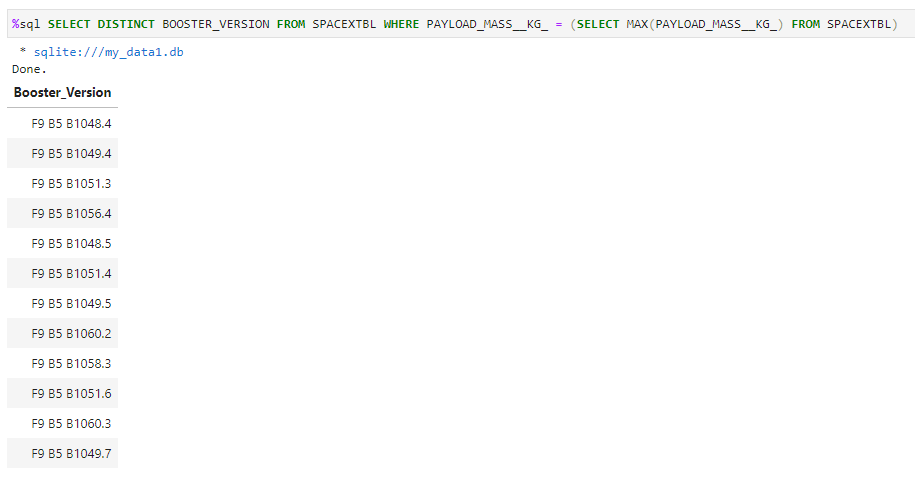 %sql SELECT DISTINCT BOOSTER_VERSION FROM SPACEXTBL WHERE PAYLOAD_MASS__KG_ = (SELECT MAX(PAYLOAD_MASS__KG_) FROM SPACEXTBL)
* sqlite:///my_data1.db
Done.
Booster_Version
F9 B5 B1048.4
F9 B5 B1049.4
F9 B5 B1051.3
F9 B5 B1056.4
F9 B5 B1048.5
F9 B5 B1051.4
F9 B5 B1049.5
F9 B5 B1060.2
F9 B5 B1058.3
F9 B5 B1051.6
F9 B5 B1060.3
F9 B5 B1049.7